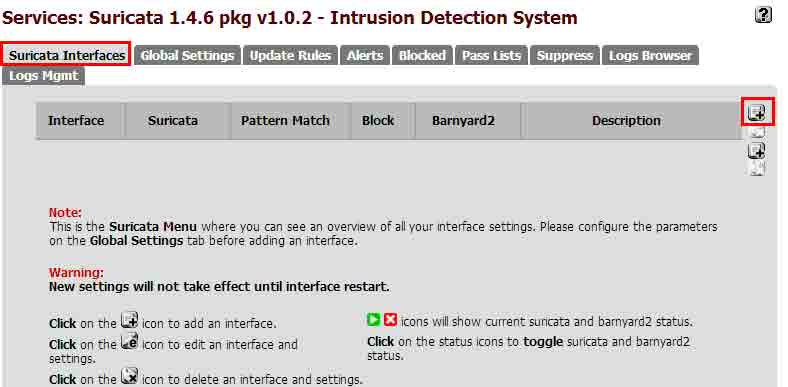 Services: Suricata 1.4.6 pkg v1.0.2 - Intrusion Detection System
?
Suricata Interfaces Global Settings Update Rules Alerts Blocked Pass Lists Suppress Logs Browser
Logs Mgmt
Interface Suricata Pattern Match Block Barnyard2 Description
Note:
This is the Suricata Menu where you can see an overview of all your interface settings. Please configure the parameters
on the Global Settings tab before adding an interface.
Warning:
New settings will not take effect until interface restart.
Click on the icon to add an interface.
icons will show current suricata and barnyard2 status.
Click on the icon to edit an interface and
settings.
Click on the status icons to toggle suricata and barnyard2
status.
Click on the icon to delete an interface and settings.